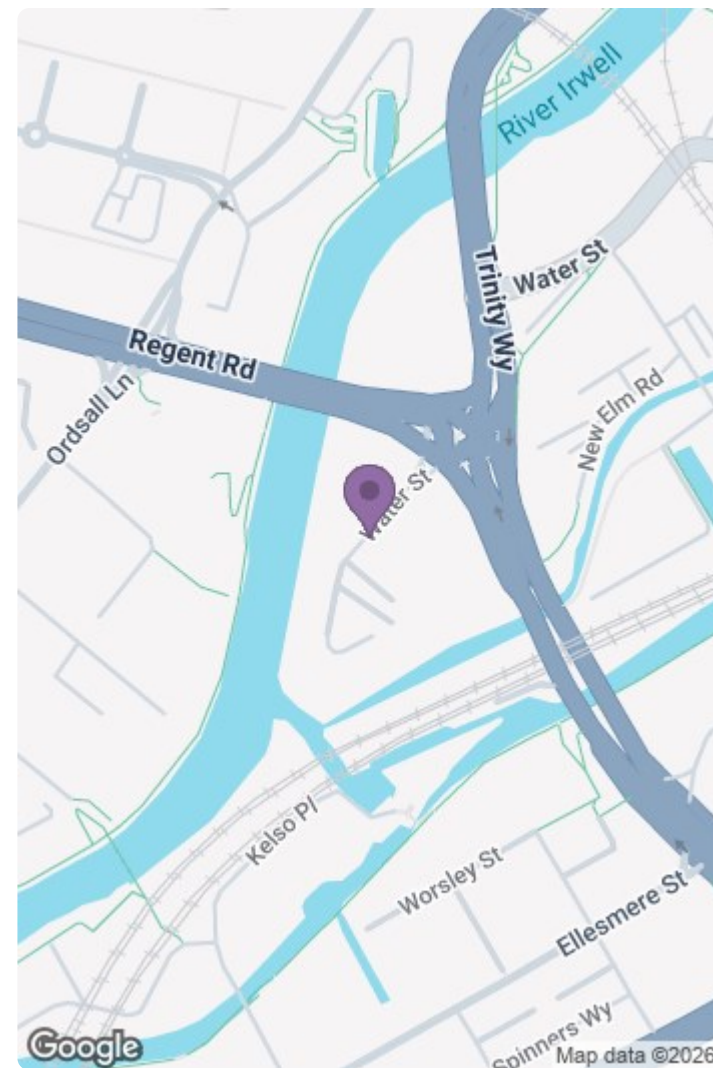 River Irwell
Water St
Trinity Wy
Regent Rd
Ordsall Ln
New Elm Rd
Water St
Kelso Pl
Worsley St
Ellesmere St
Spinners Wy
Google
Map data ©2026